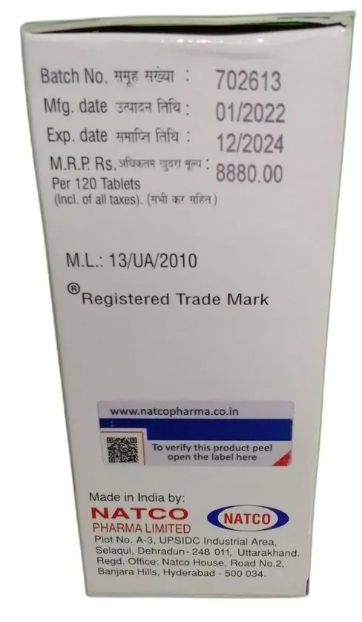 Batch No. समूह संख्या : 702613
Mfg. date उत्पादन तिथि : 01/2022
Exp. date समाप्ति तिथि : 12/2024
M.R.P. Rs. अधिकतम खुदरा मूल्य : 8880.00
Per 120 Tablets
(Incl. of all taxes). (सभी कर सहित)
M.L.: 13/UA/2010
® Registered Trade Mark
www.natcopharma.co.in
To verify this product peel
open the label here
Made in India by:
NATCO
PHARMA LIMITED
NATCO
Plot No. A-3, UPSIDC Industrial Area,
Selaqui, Dehradun- 248 011, Uttarakhand.
Regd. Office: Natco House, Road No.2,
Banjara Hills, Hyderabad - 500 034.